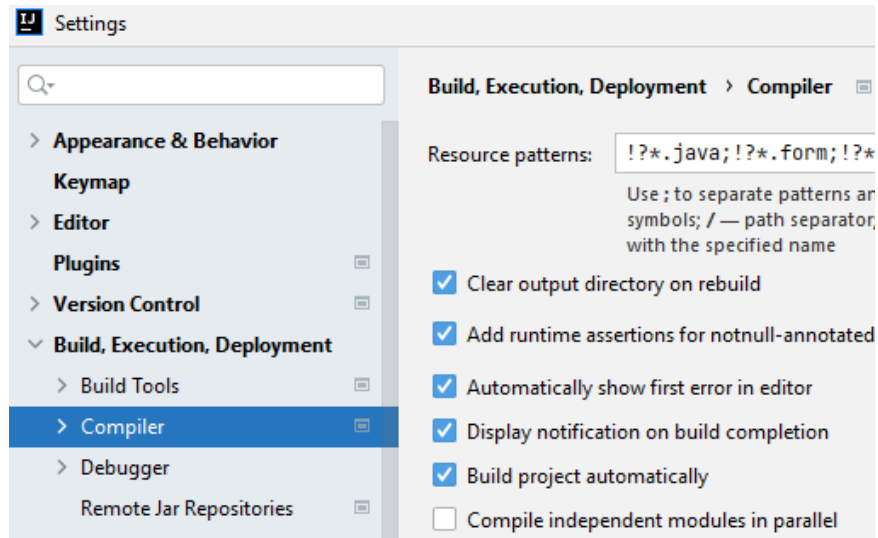 IJ
Settings
Build, Execution, Deployment > Compiler
Appearance & Behavior
Keymap
Editor
Plugins
Version Control
Build, Execution, Deployment
Build Tools
Compiler
Debugger
Remote Jar Repositories
Resource patterns: !?*.java;!?*.form;!?*
Use ; to separate patterns an
symbols; / — path separator;
with the specified name
Clear output directory on rebuild
Add runtime assertions for notnull-annotated
Automatically show first error in editor
Display notification on build completion
Build project automatically
Compile independent modules in parallel